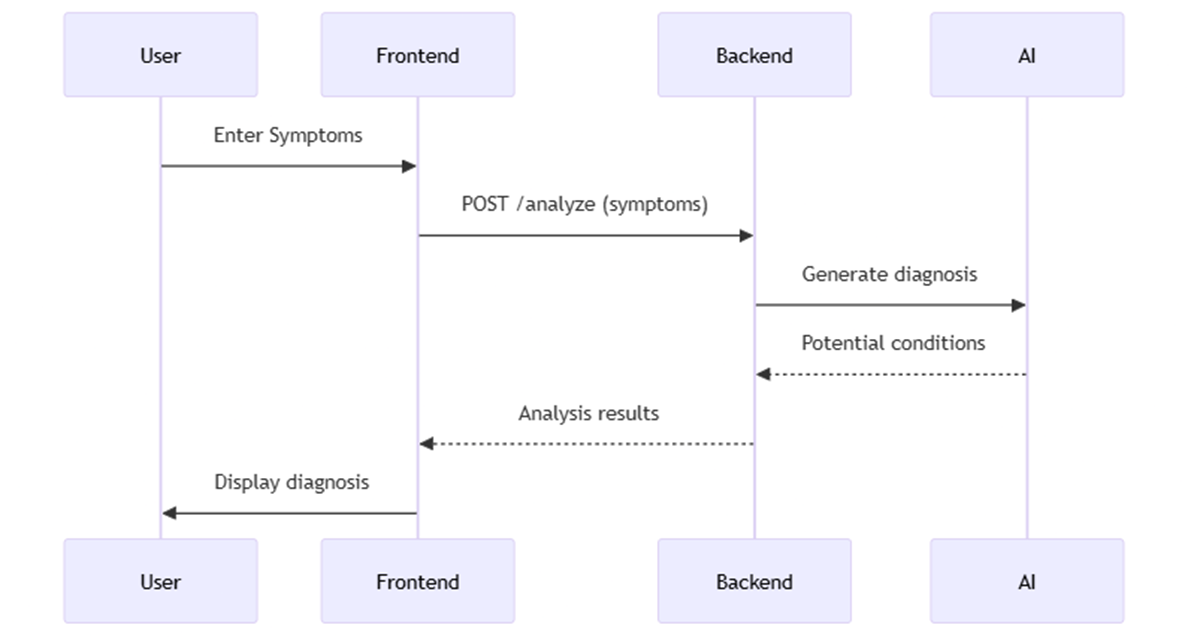 User
Frontend
Backend
AI
Enter Symptoms
POST /analyze (symptoms)
Generate diagnosis
Potential conditions
Analysis results
Display diagnosis
User
Frontend
Backend
AI